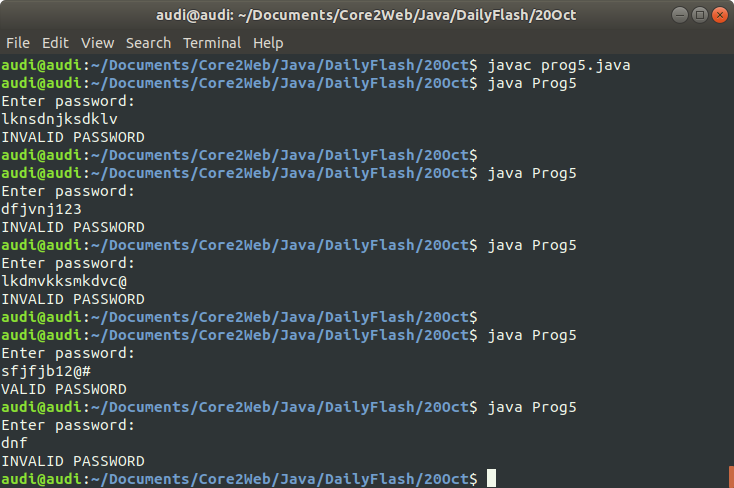 audi@audi: ~/Documents/Core2Web/Java/DailyFlash/20Oct
File Edit View Search Terminal Help
audi@audi:~/Documents/Core2Web/Java/DailyFlash/20Oct$ javac prog5.java
audi@audi:~/Documents/Core2Web/Java/DailyFlash/20Oct$ java Prog5
Enter password:
lknsdnjksdklv
INVALID PASSWORD
audi@audi:~/Documents/Core2Web/Java/DailyFlash/20Oct$
audi@audi:~/Documents/Core2Web/Java/DailyFlash/20Oct$ java Prog5
Enter password:
dfjvnj123
INVALID PASSWORD
audi@audi:~/Documents/Core2Web/Java/DailyFlash/20Oct$ java Prog5
Enter password:
lkdmvkksmkdvc@
INVALID PASSWORD
audi@audi:~/Documents/Core2Web/Java/DailyFlash/20Oct$
audi@audi:~/Documents/Core2Web/Java/DailyFlash/20Oct$ java Prog5
Enter password:
sfjfjb12@#
VALID PASSWORD
audi@audi:~/Documents/Core2Web/Java/DailyFlash/20Oct$ java Prog5
Enter password:
dnf
INVALID PASSWORD
audi@audi:~/Documents/Core2Web/Java/DailyFlash/20Oct$